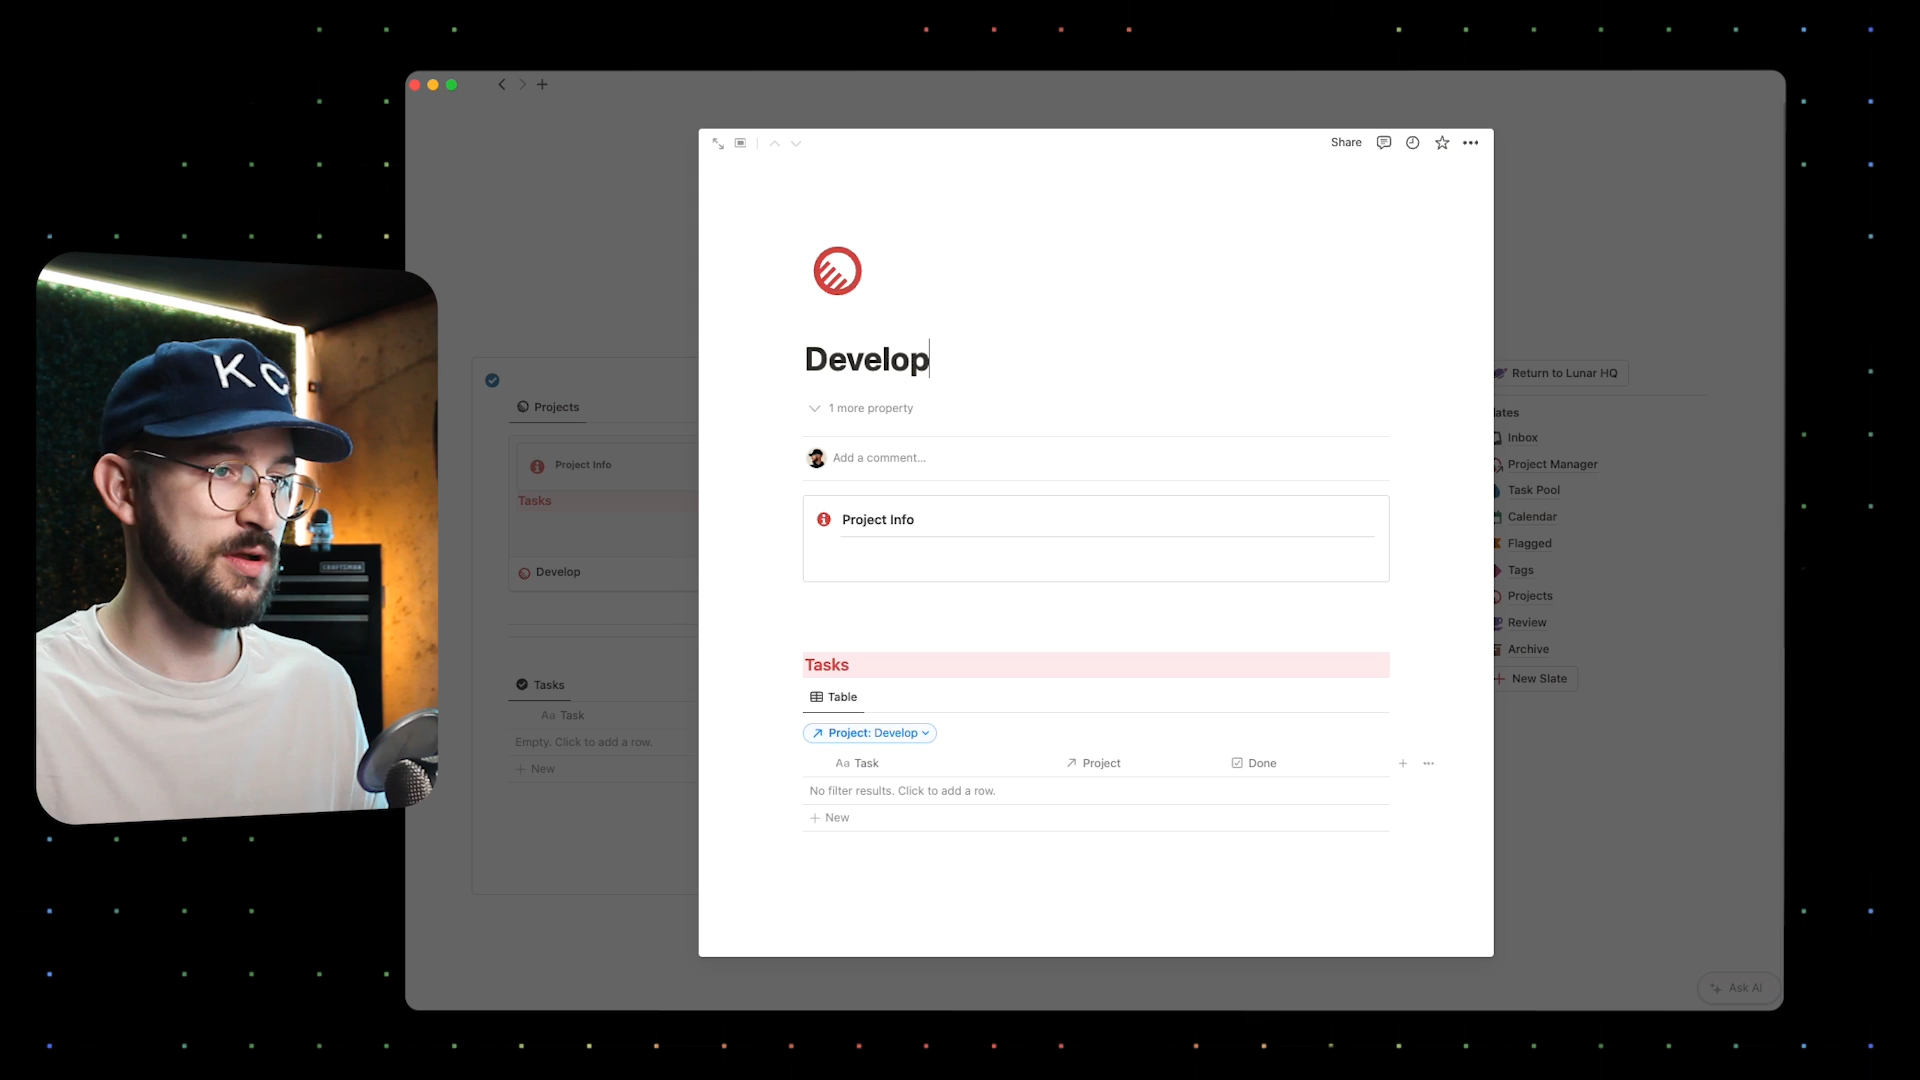 Share
KC
Develop
1 more property
Add a comment...
Project Info
Tasks
Table
Project: Develop
Aa Task
Project
Done
No filter results. Click to add a row.
New
Projects
Project Info
Tasks
Develop
Tasks
Aa Task
Empty. Click to add a row.
New
Return to Lunar HQ
lates
Inbox
Project Manager
Task Pool
Calendar
Flagged
Tags
Projects
Review
Archive
New Slate
Ask AI
CRAFTSMAN